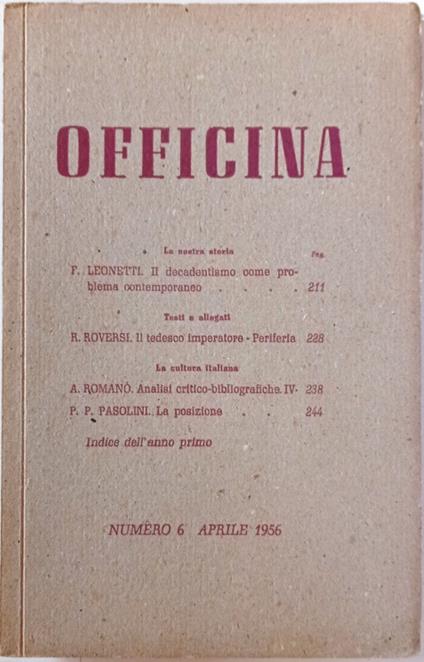 OFFICINA
La nostra storia Pag.
F. LEONETTI. Il decadentismo come pro-
blema contemporaneo . . . . 211
Testi e allegati
R. ROVERSI. Il tedesco imperatore - Periferia 228
La cultura italiana
A. ROMANÒ. Analisi critico-bibliografiche. IV- 238
P. P. PASOLINI. La posizione . . . 244
Indice dell'anno primo
NUMERO 6 APRILE 1956